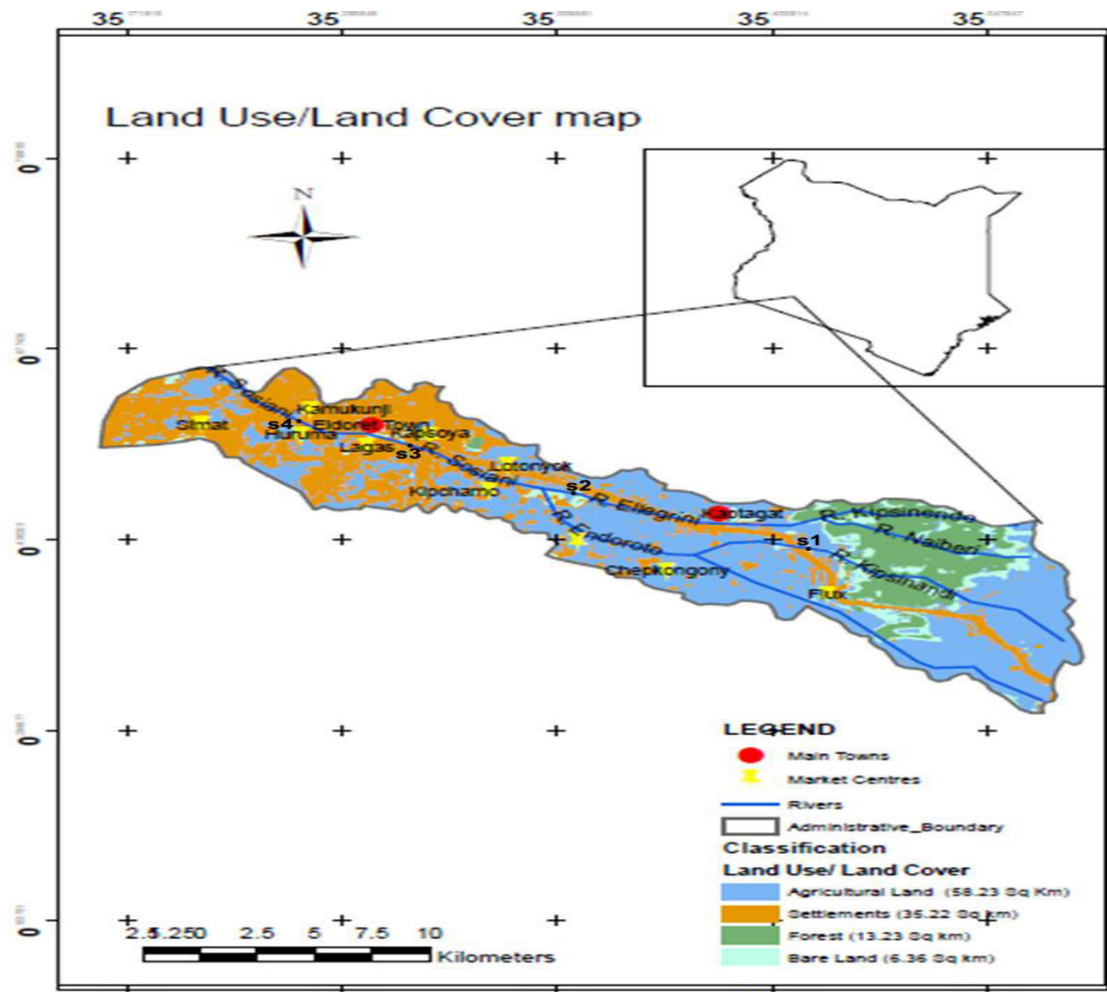 35 35 35 35 35
Land Use/Land Cover map
N
0
0
0
0
0
R. Sosiani
Kamukunji
Simat
s4
Eldoret Town
Huruma
Kapsoya
Lagas
s3
R. Sosiani
Lotonyok
Kipchamo
s2
R. Ellegrini
Kaptagat
R. Kipsinende
R. Endoroto
s1
R. Naiberi
Chepkongony
R. Kipsinandi
Flux
LEGEND
Main Towns
Market Centres
Rivers
Administrative_Boundary
Classification
Land Use/ Land Cover
Agricultural Land (58.23 Sq Km)
Settlements (35.22 Sq km)
Forest (13.23 Sq km)
Bare Land (6.36 Sq km)
2.5 1.25 0 2.5 5 7.5 10
Kilometers